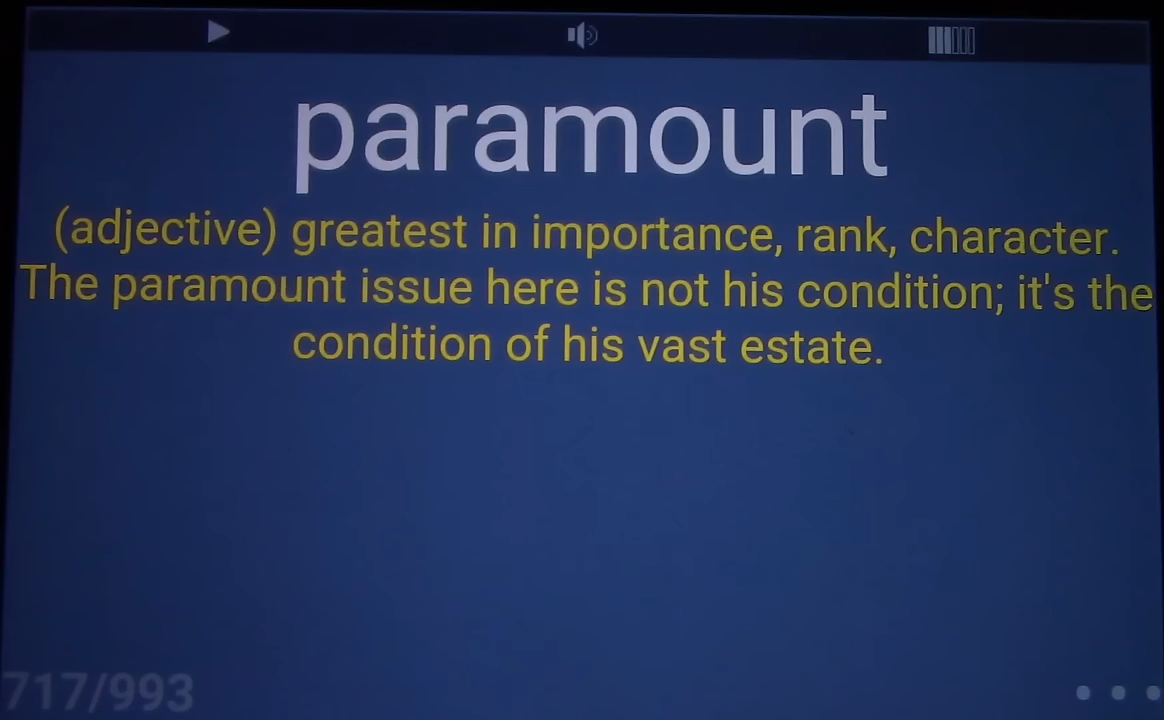 paramount
(adjective) greatest in importance, rank, character.
The paramount issue here is not his condition; it's the
condition of his vast estate.
717/993